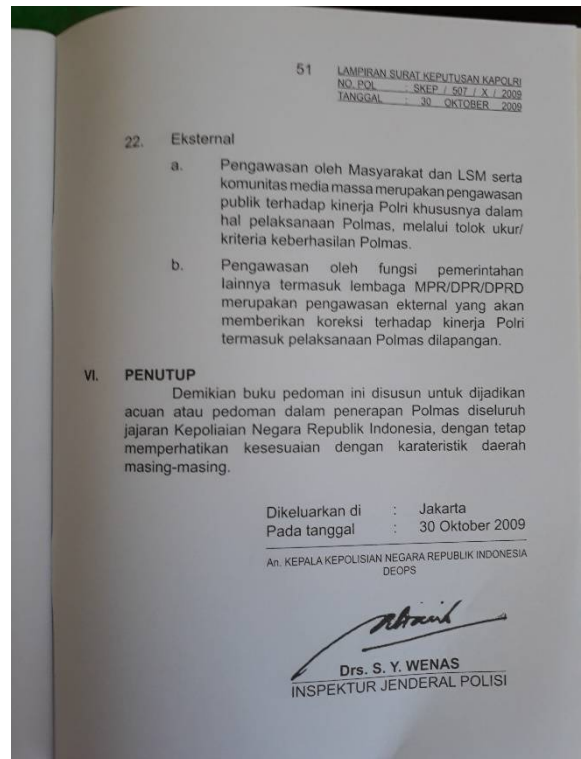 51
LAMPIRAN SURAT KEPUTUSAN KAPOLRI
NO. POL : SKEP / 507 / X / 2009
TANGGAL : 30 OKTOBER 2009
22. Eksternal
a. Pengawasan oleh Masyarakat dan LSM serta
komunitas media massa merupakan pengawasan
publik terhadap kinerja Polri khususnya dalam
hal pelaksanaan Polmas, melalui tolok ukur/
kriteria keberhasilan Polmas.
b. Pengawasan oleh fungsi pemerintahan
lainnya termasuk lembaga MPR/DPR/DPRD
merupakan pengawasan ekternal yang akan
memberikan koreksi terhadap kinerja Polri
termasuk pelaksanaan Polmas dilapangan.
VI. PENUTUP
Demikian buku pedoman ini disusun untuk dijadikan
acuan atau pedoman dalam penerapan Polmas diseluruh
jajaran Kepoliaian Negara Republik Indonesia, dengan tetap
memperhatikan kesesuaian dengan karateristik daerah
masing-masing.
Dikeluarkan di : Jakarta
Pada tanggal : 30 Oktober 2009
An. KEPALA KEPOLISIAN NEGARA REPUBLIK INDONESIA
DEOPS
Drs. S. Y. WENAS
INSPEKTUR JENDERAL POLISI